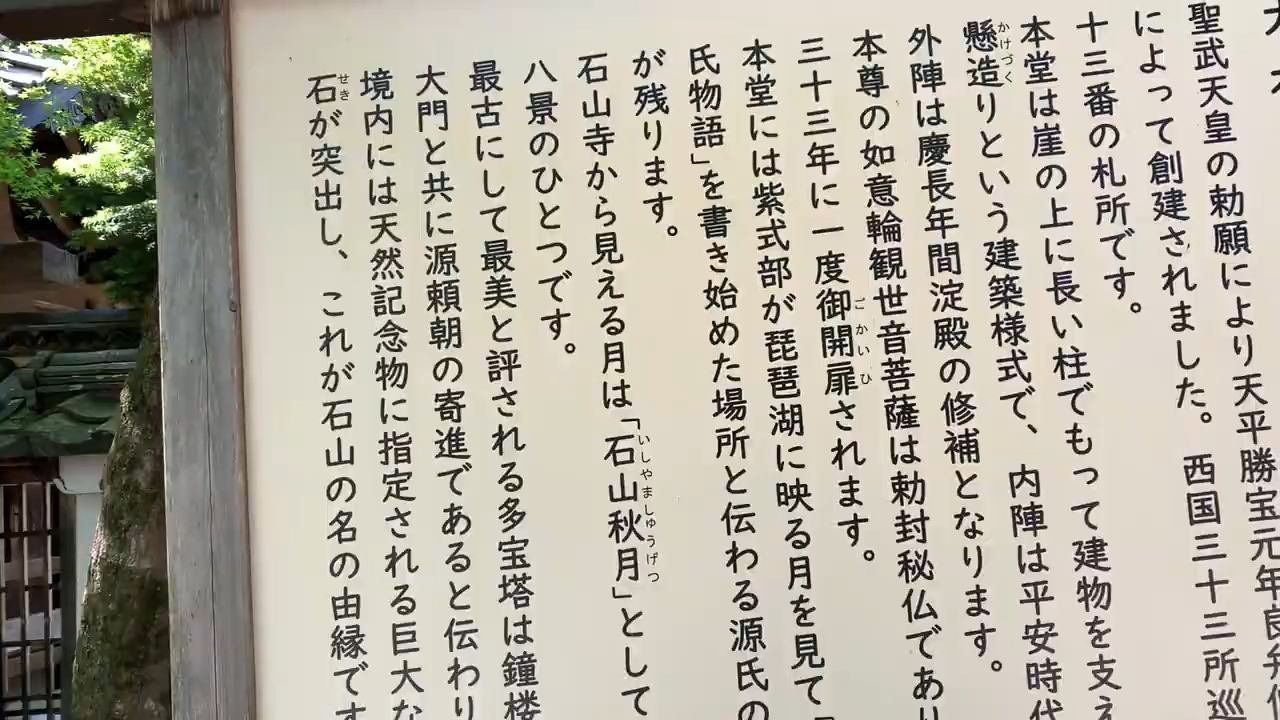 聖武天皇の勅願により天平勝宝元年良弁僧
によって創建されました。西国三十三所巡
十三番の札所です。
本堂は崖の上に長い柱でもって建物を支え
懸造りという建築様式で、内陣は平安時代
外陣は慶長年間淀殿の修補となります。
本尊の如意輪観世音菩薩は勅封秘仏であり
三十三年に一度御開扉されます。
本堂には紫式部が琵琶湖に映る月を見て「
氏物語」を書き始めた場所と伝わる源氏の
が残ります。
石山寺から見える月は「石山秋月」として
八景のひとつです。
最古にして最美と評される多宝塔は鐘楼
大門と共に源頼朝の寄進であると伝わり
境内には天然記念物に指定される巨大な
石が突出し、これが石山の名の由縁です